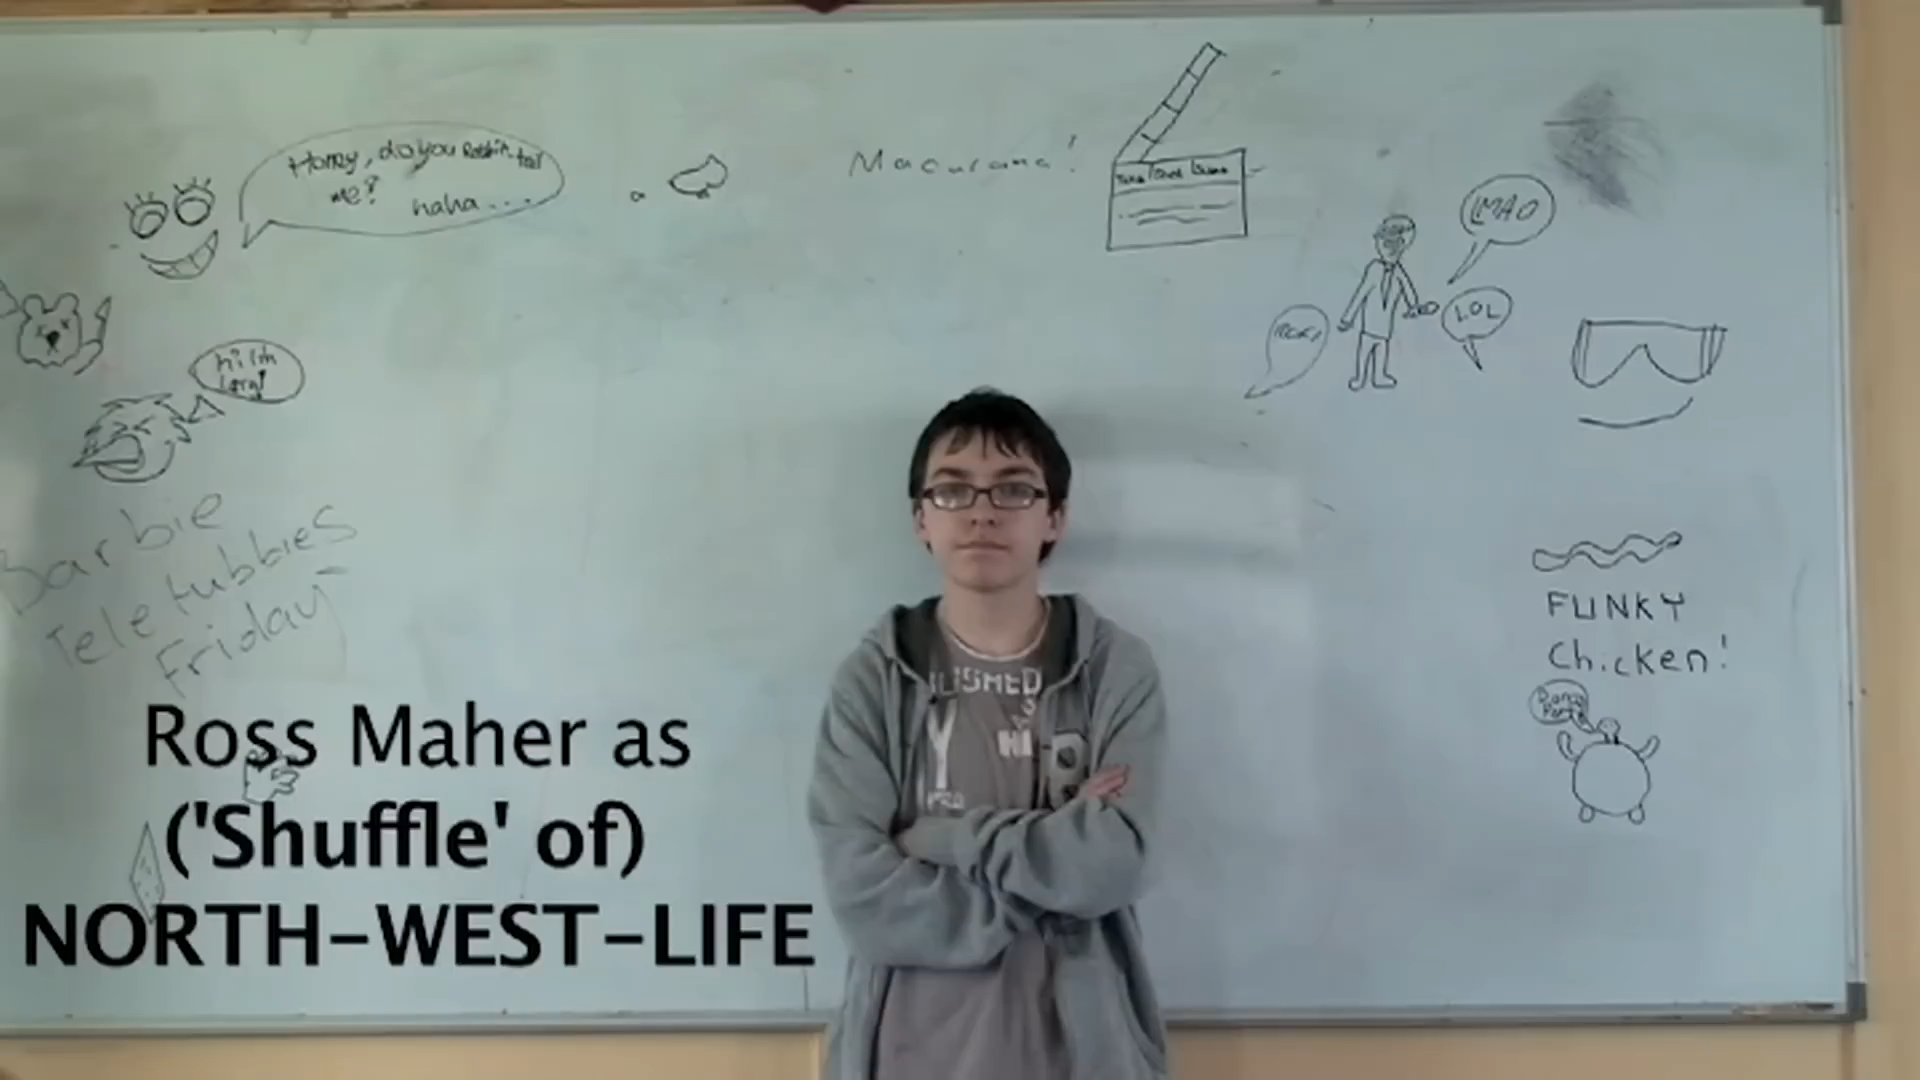 do you
me?
haha...
Macurana!
LMAO
LOL
hi im
Barbie
Teletubbies
Friday
FUNKY
Chicken!
Ross Maher as
('Shuffle' of)
NORTH-WEST-LIFE